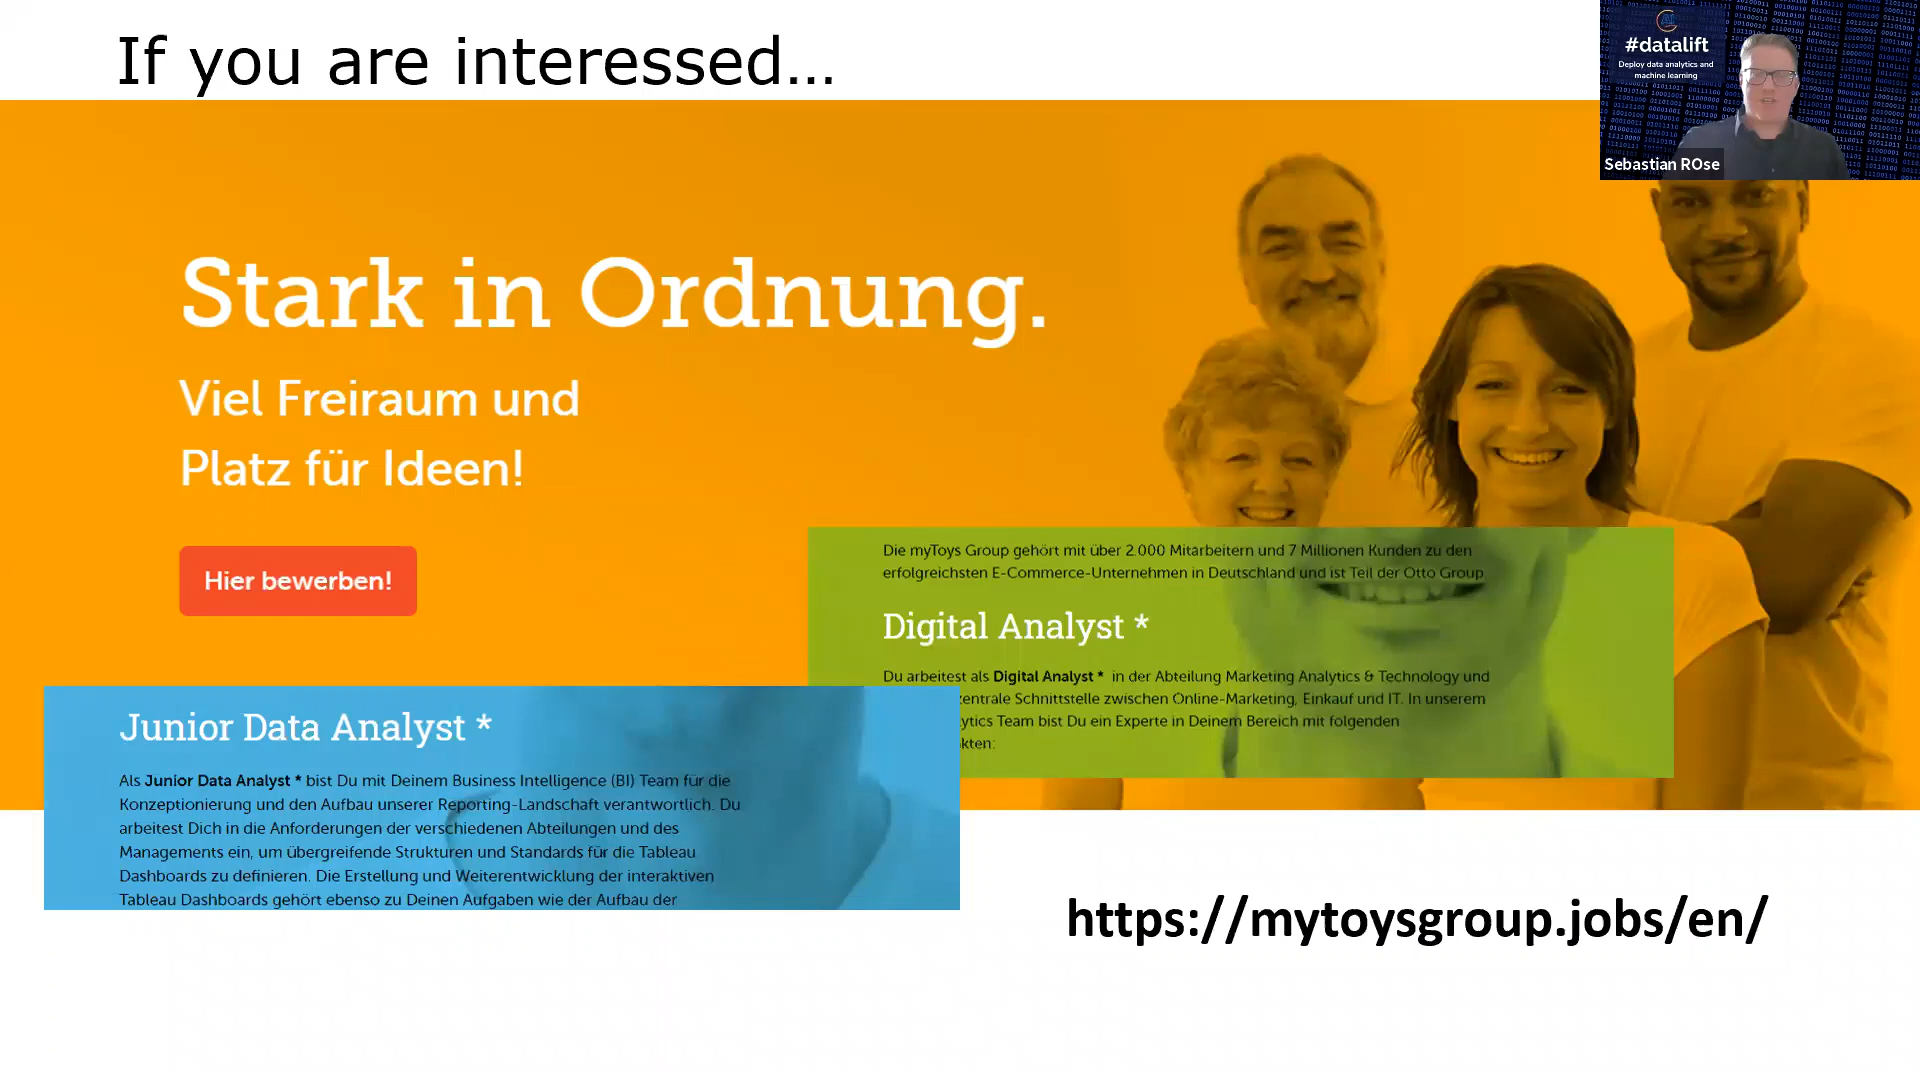 If you are interested...
#datalift
Deploy data analytics and
machine learning
Sebastian ROse
Stark in Ordnung.
Viel Freiraum und
Platz für Ideen!
Hier bewerben!
Die myToys Group gehört mit über 2.000 Mitarbeitern und 7 Millionen Kunden zu den
erfolgreichsten E-Commerce-Unternehmen in Deutschland und ist Teil der Otto Group
Digital Analyst *
Du arbeitest als Digital Analyst * in der Abteilung Marketing Analytics & Technology und
zentrale Schnittstelle zwischen Online-Marketing, Einkauf und IT. In unserem
Team bist Du ein Experte in Deinem Bereich mit folgenden
Junior Data Analyst *
Als Junior Data Analyst * bist Du mit Deinem Business Intelligence (BI) Team für die
Konzeptionierung und den Aufbau unserer Reporting-Landschaft verantwortlich. Du
arbeitest Dich in die Anforderungen der verschiedenen Abteilungen und des
Managements ein, um übergreifende Strukturen und Standards für die Tableau
Dashboards zu definieren. Die Erstellung und Weiterentwicklung der interaktiven
Tableau Dashboards gehört ebenso zu Deinen Aufgaben wie der Aufbau der
https://mytoysgroup.jobs/en/